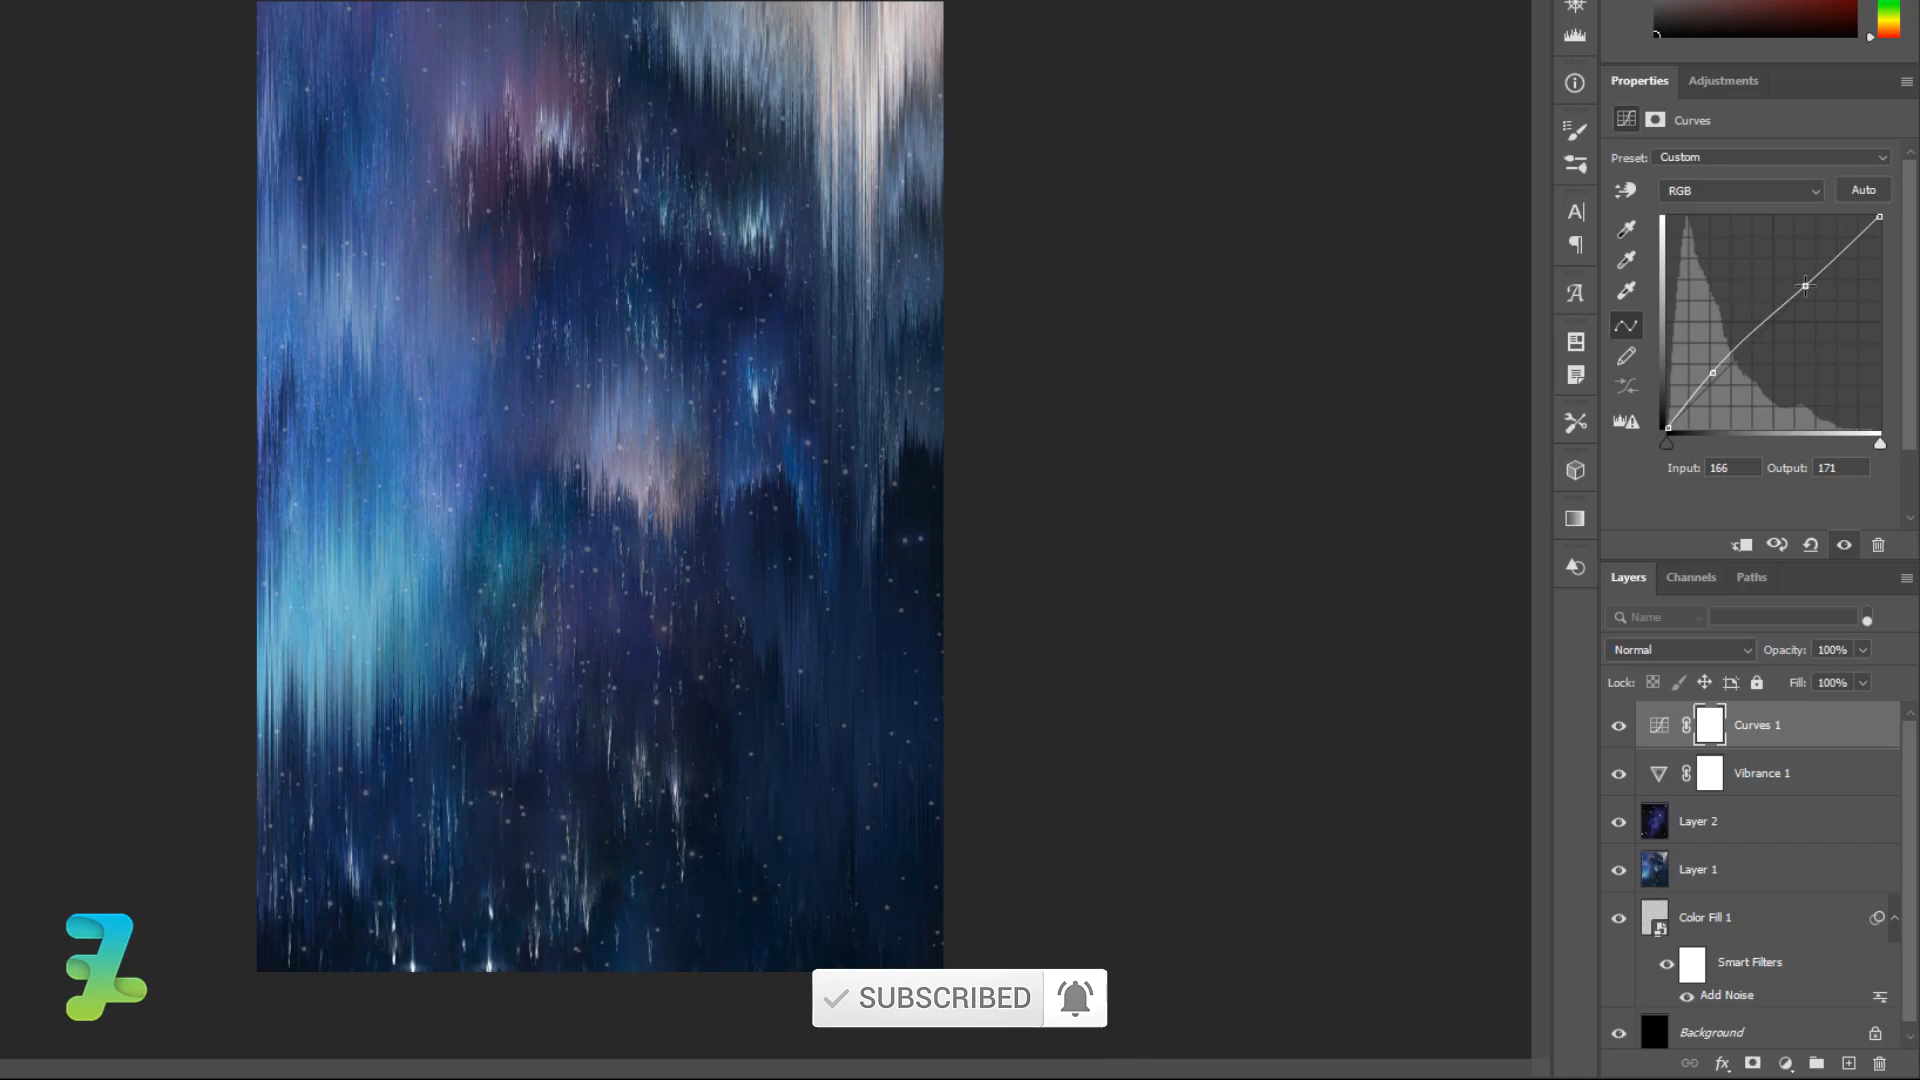 Properties Adjustments
Curves
Preset: Custom
RGB Auto
Input: 166 Output: 171
Layers Channels Paths
Name
Normal Opacity: 100%
Lock: Fill: 100%
Curves 1
Vibrance 1
Layer 2
Layer 1
Color Fill 1
Smart Filters
Add Noise
Background
SUBSCRIBED